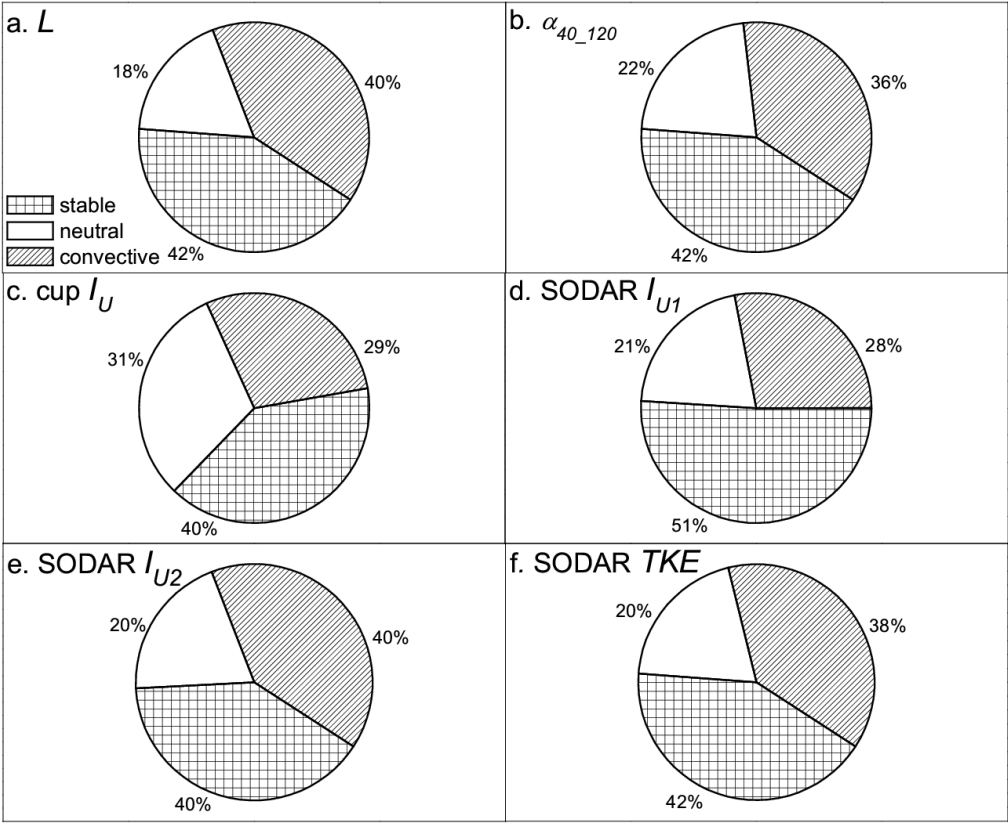 a. L
18%
40%
stable
neutral
convective
42%
b. α40_120
22%
36%
42%
c. cup IU
31%
29%
40%
d. SODAR IU1
21%
28%
51%
e. SODAR IU2
20%
40%
40%
f. SODAR TKE
20%
38%
42%